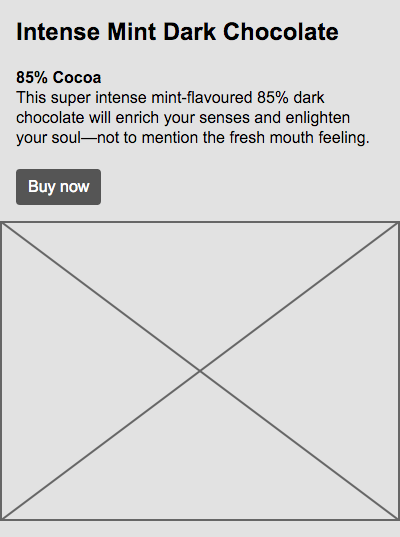 Intense Mint Dark Chocolate
85% Cocoa
This super intense mint-flavoured 85% dark
chocolate will enrich your senses and enlighten
your soul—not to mention the fresh mouth feeling.
Buy now